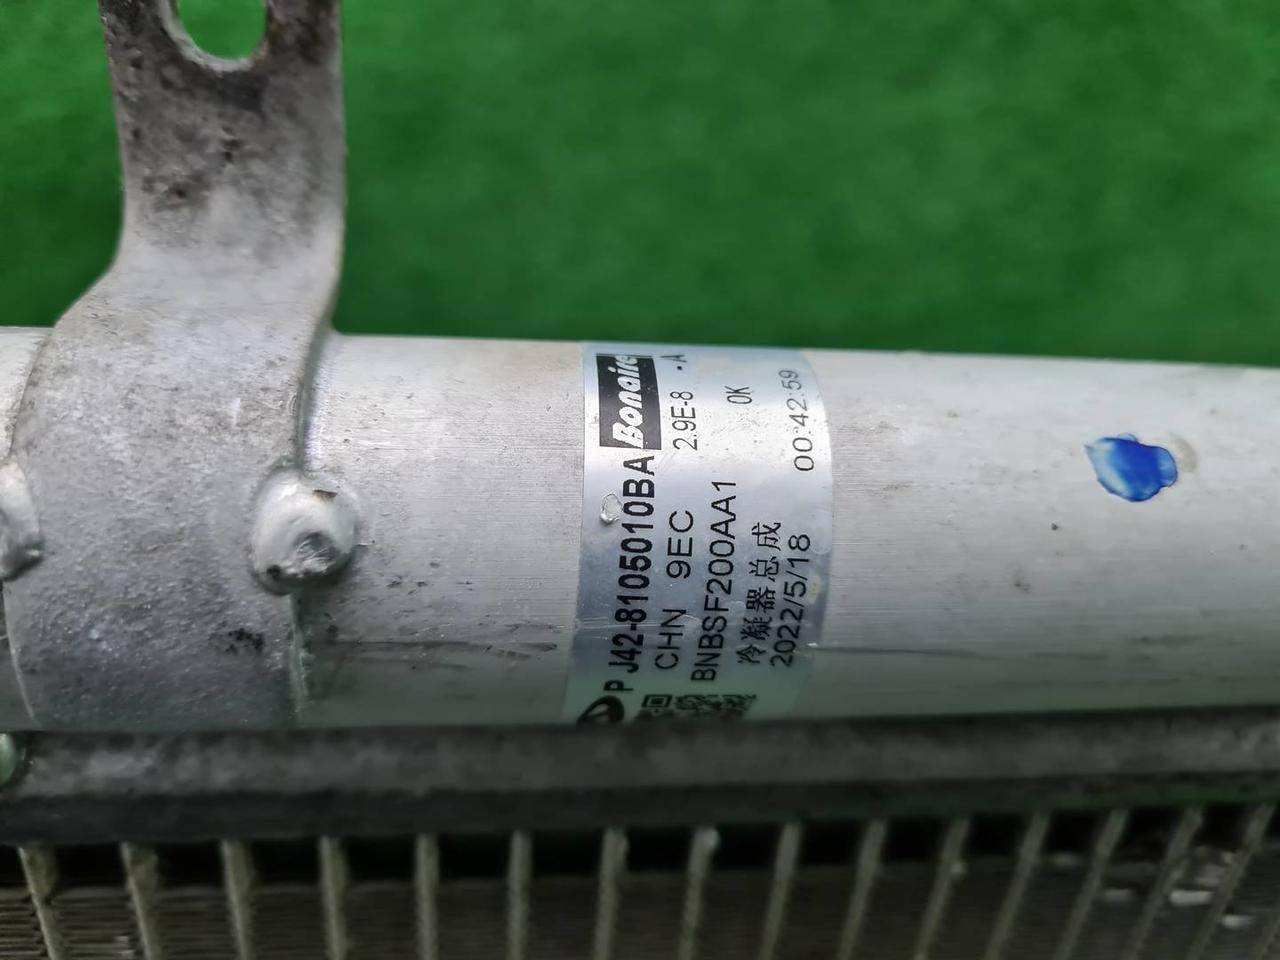 P J42-8105010BA Bonaire
CHN 9EC 2.9E-8 -A
BNBSF200AA1 OK
冷凝器总成
2022/5/18 00:42:59